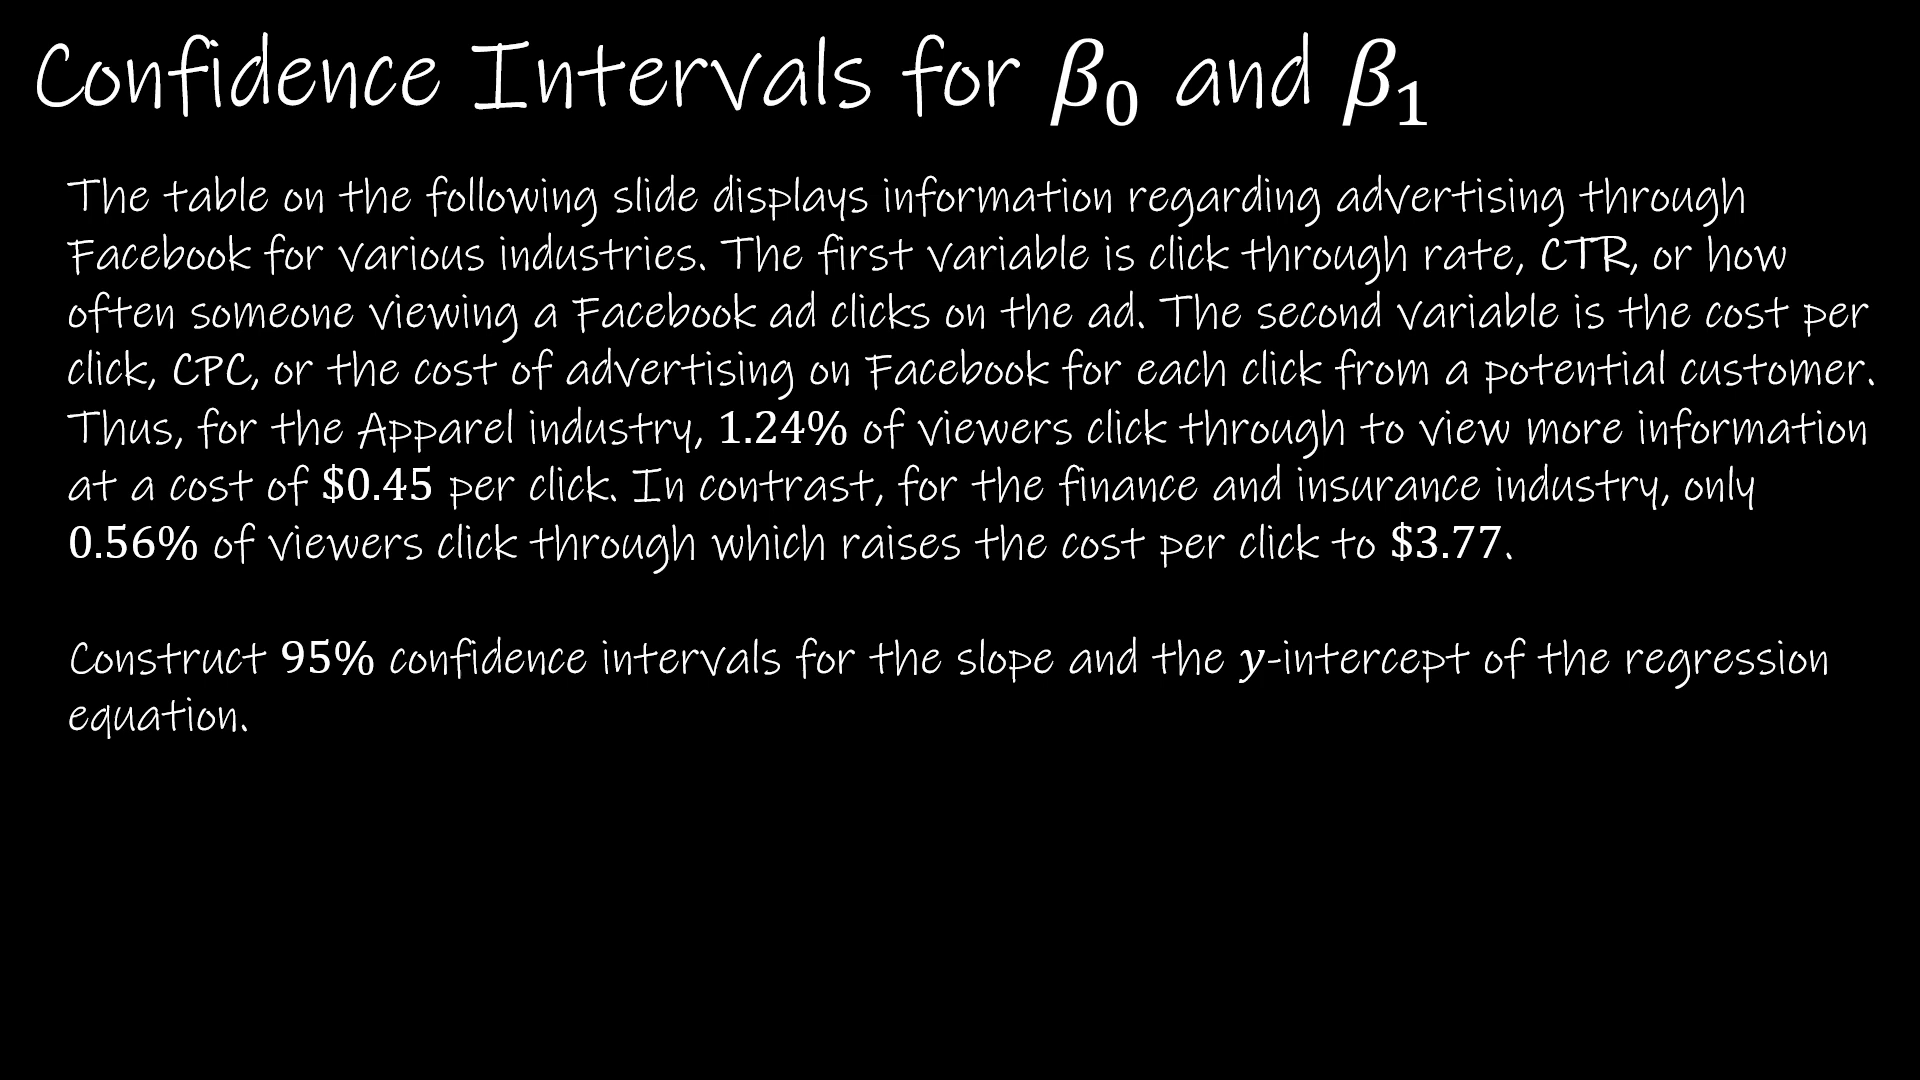 Confidence Intervals for β₀ and β₁
The table on the following slide displays information regarding advertising through
Facebook for various industries. The first variable is click through rate, CTR, or how
often someone viewing a Facebook ad clicks on the ad. The second variable is the cost per
click, CPC, or the cost of advertising on Facebook for each click from a potential customer.
Thus, for the Apparel industry, 1.24% of viewers click through to view more information
at a cost of $0.45 per click. In contrast, for the finance and insurance industry, only
0.56% of viewers click through which raises the cost per click to $3.77.
Construct 95% confidence intervals for the slope and the y-intercept of the regression
equation.